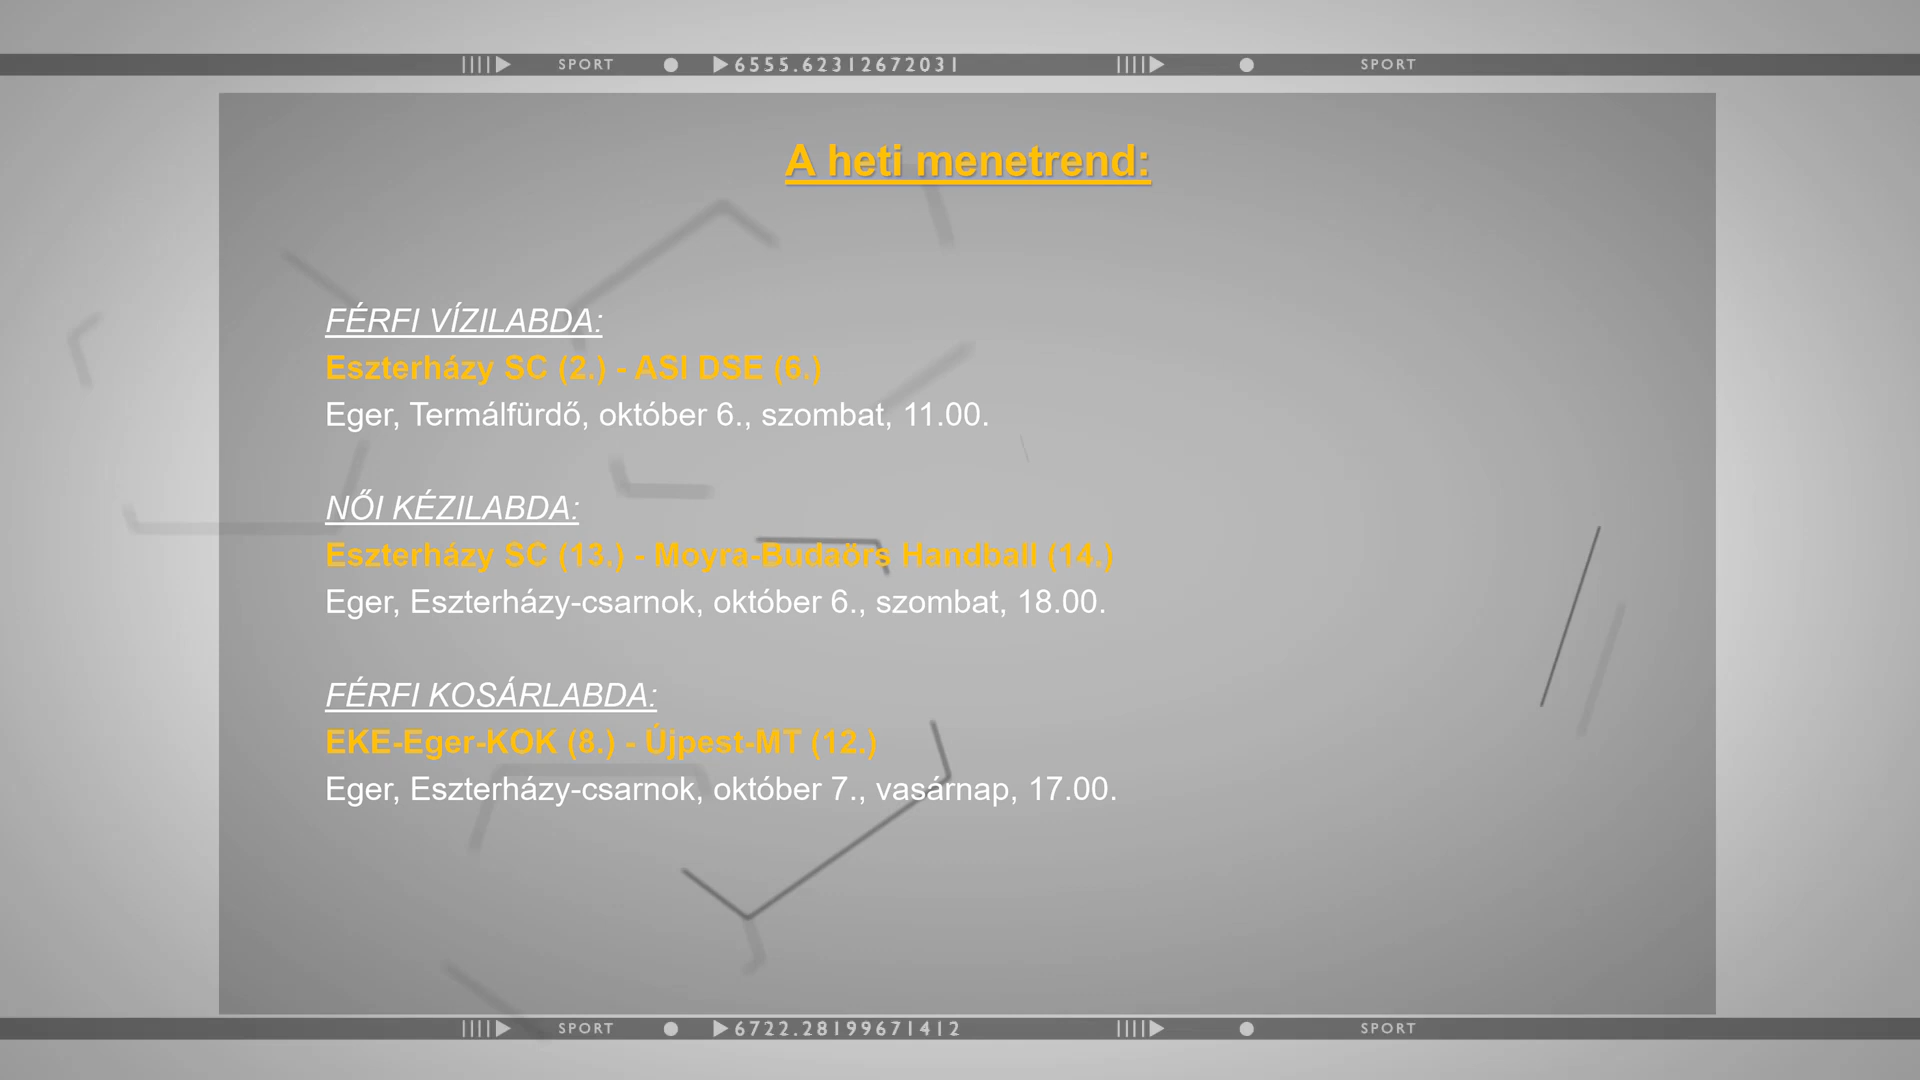 SPORT 6555.62312672031 SPORT
A heti menetrend:
FÉRFI VÍZILABDA:
Eszterházy SC (2.) - ASI DSE (6.)
Eger, Termálfürdő, október 6., szombat, 11.00.
NŐI KÉZILABDA:
Eszterházy SC (13.) - Moyra-Budaörs Handball (14.)
Eger, Eszterházy-csarnok, október 6., szombat, 18.00.
FÉRFI KOSÁRLABDA:
EKE-Eger-KOK (8.) - Újpest-MT (12.)
Eger, Eszterházy-csarnok, október 7., vasárnap, 17.00.
SPORT 6722.28199671412 SPORT